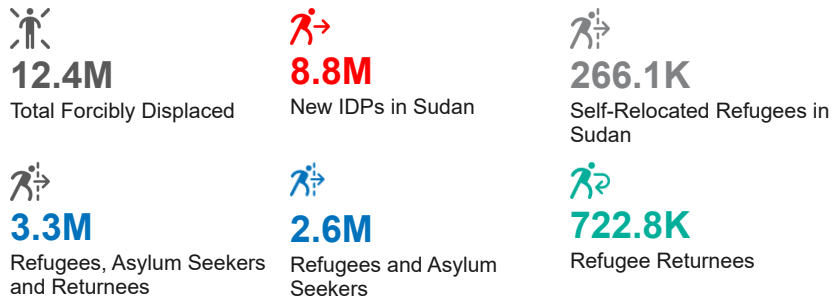 12.4M
Total Forcibly Displaced
8.8M
New IDPs in Sudan
266.1K
Self-Relocated Refugees in
Sudan
3.3M
Refugees, Asylum Seekers
and Returnees
2.6M
Refugees and Asylum
Seekers
722.8K
Refugee Returnees